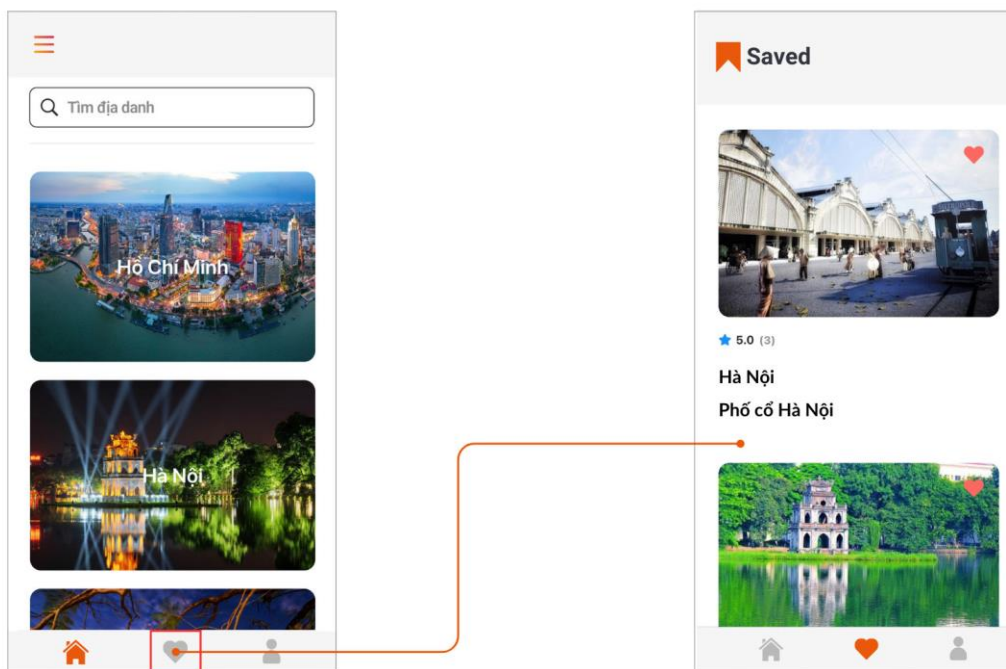 Tìm địa danh
Hồ Chí Minh
Hà Nội
Saved
5.0 (3)
Hà Nội
Phố cổ Hà Nội